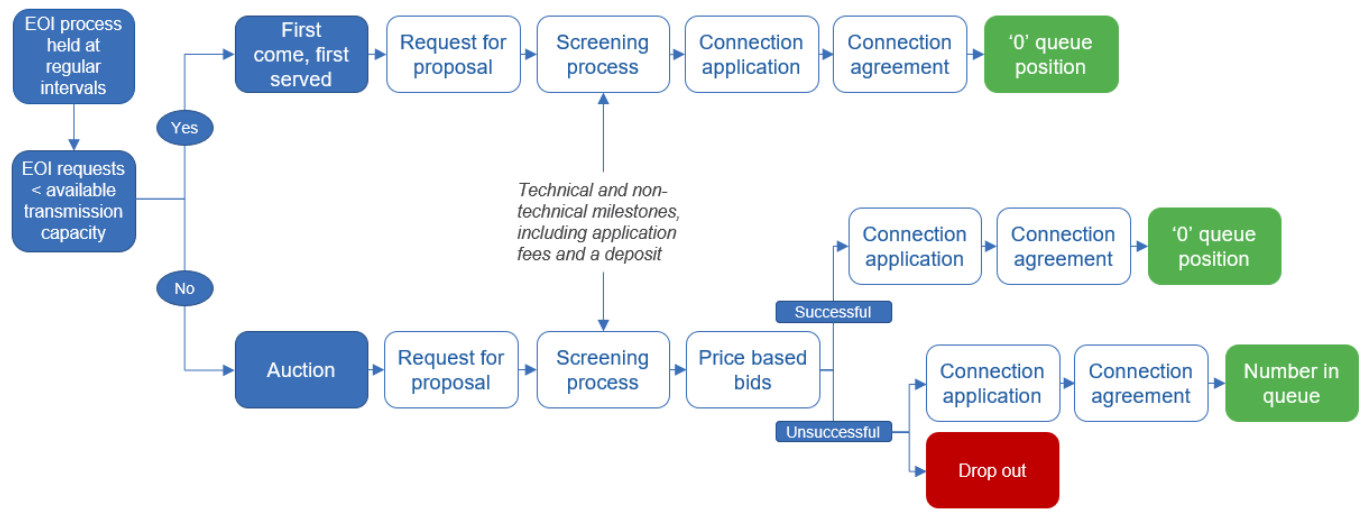 EOI process
held at
regular
intervals
EOI requests
< available
transmission
capacity
Yes
No
First
come, first
served
Request for
proposal
Screening
process
Connection
application
Connection
agreement
‘0’ queue
position
Technical and non-
technical milestones,
including application
fees and a deposit
Auction
Request for
proposal
Screening
process
Price based
bids
Successful
Connection
application
Connection
agreement
‘0’ queue
position
Unsuccessful
Connection
application
Connection
agreement
Number in
queue
Drop out